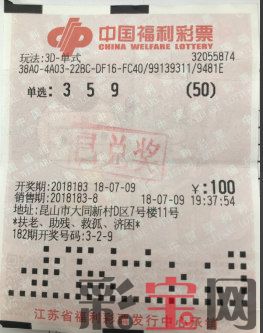 中国福利彩票
CHINA WELFARE LOTTERY
玩法:3D-单式 32055874
38A0-4A03-22BC-DF16-FC40/99139311/9481E
单选: 3 5 9 (50)
已兑奖
开奖期:2018183 18-07-09 ¥:100
销售期:2018183-8 18-07-09 19:37:54
地址:昆山市大同新村D区7号楼11号
*扶老、助残、救孤、济困*
182期开奖号码:3-2-9
彩宝网
江苏省福利彩票发行中心承销